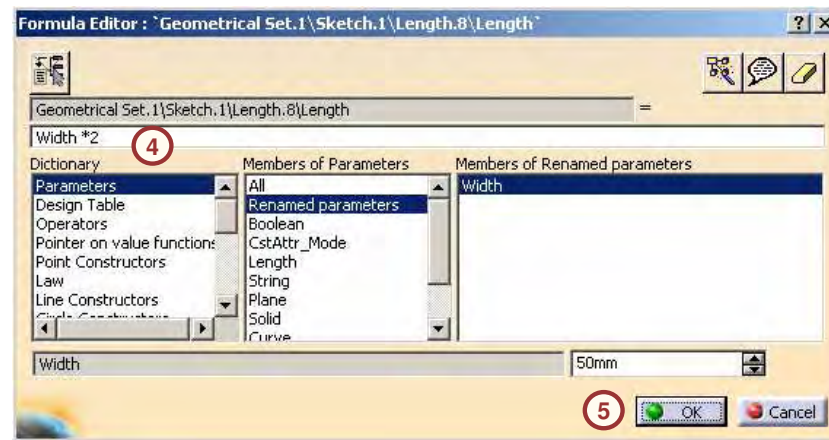 Formula Editor : `Geometrical Set.1\Sketch.1\Length.8\Length`
? x
Geometrical Set.1\Sketch.1\Length.8\Length =
Width *2
4
Dictionary
Parameters
Design Table
Operators
Pointer on value functions
Point Constructors
Law
Line Constructors
Circle Constructors
Members of Parameters
All
Renamed parameters
Boolean
CstAttr_Mode
Length
String
Plane
Solid
Curve
Members of Renamed parameters
Width
Width 50mm
5 OK Cancel